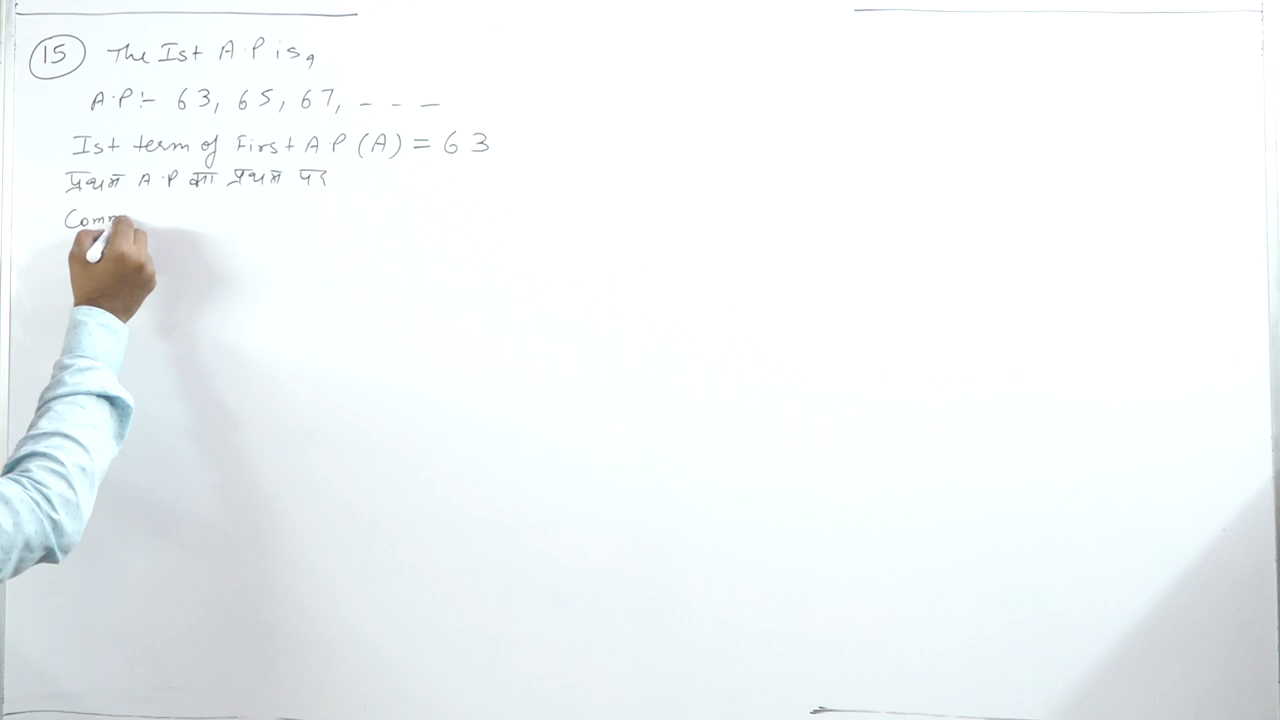 15 The Ist A.P is,
A.P:- 63, 65, 67, - - -
Ist term of First A.P (A) = 63
प्रथम A.P का प्रथम पद
Comm